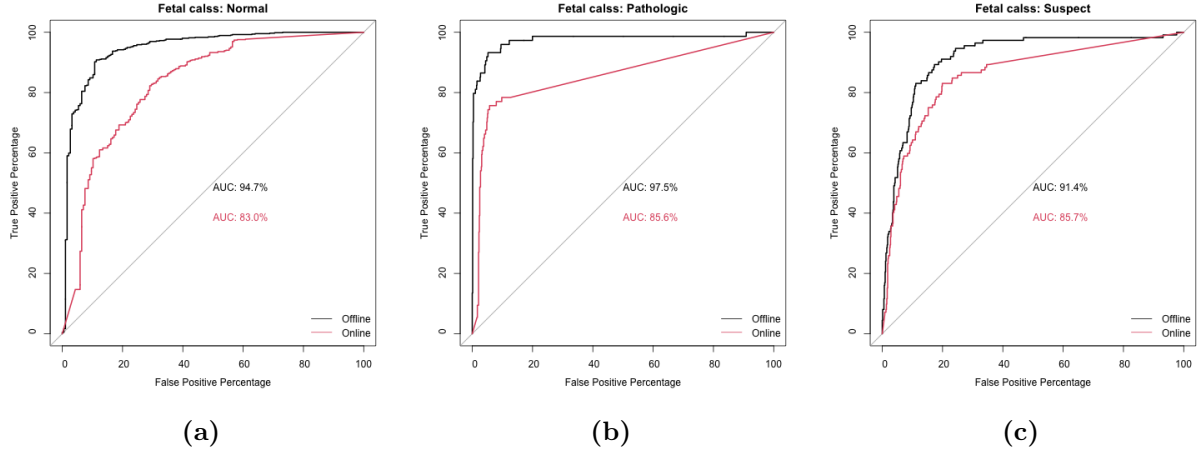 Fetal calss: Normal
True Positive Percentage
100
80
60
40
20
0
AUC: 94.7%
AUC: 83.0%
Offline
Online
0 20 40 60 80 100
False Positive Percentage
(a)
Fetal calss: Pathologic
True Positive Percentage
100
80
60
40
20
0
AUC: 97.5%
AUC: 85.6%
Offline
Online
0 20 40 60 80 100
False Positive Percentage
(b)
Fetal calss: Suspect
True Positive Percentage
100
80
60
40
20
0
AUC: 91.4%
AUC: 85.7%
Offline
Online
0 20 40 60 80 100
False Positive Percentage
(c)